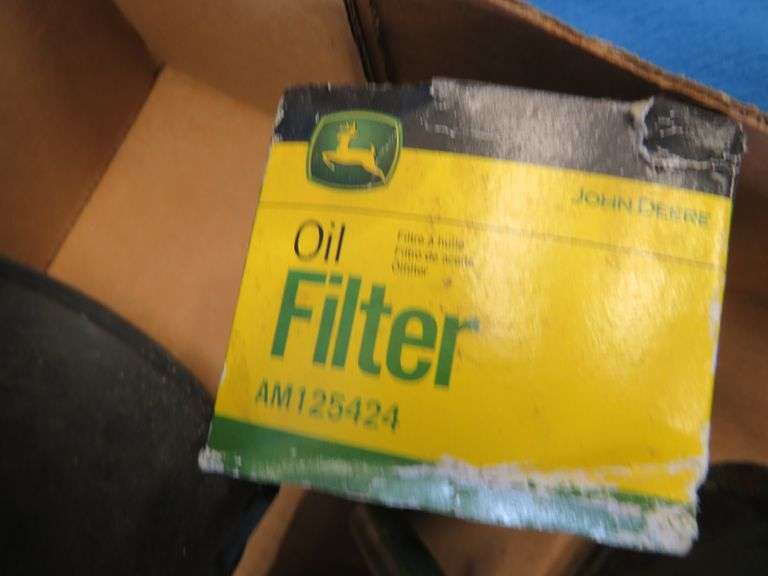 JOHN DEERE
Oil
Filtre à huile
Filtro de aceite
Ölfilter
Filter
AM125424